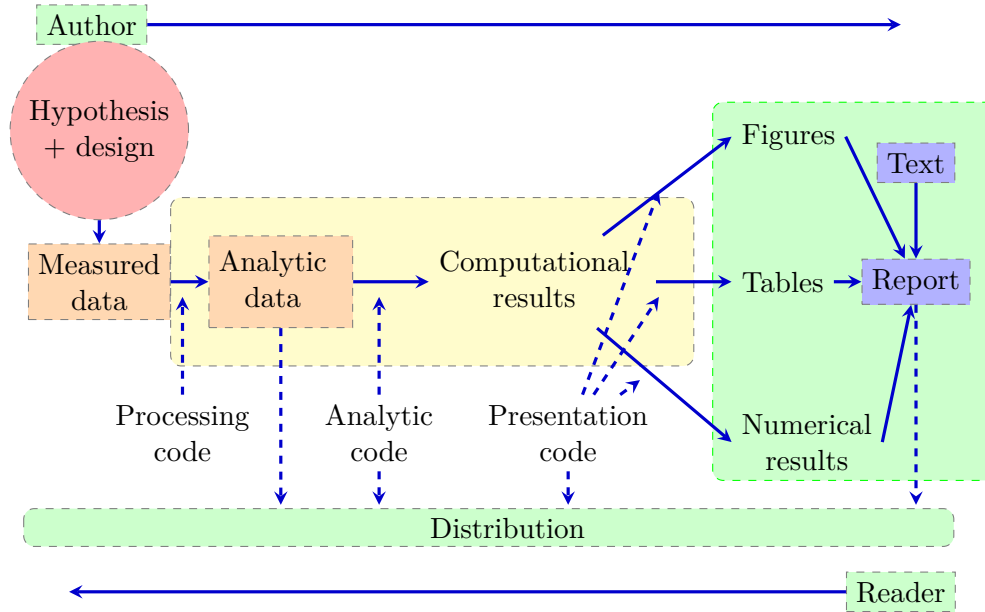 Author
Hypothesis
+ design
Figures
Text
Measured
data
Analytic
data
Computational
results
Tables
Report
Processing
code
Analytic
code
Presentation
code
Numerical
results
Distribution
Reader